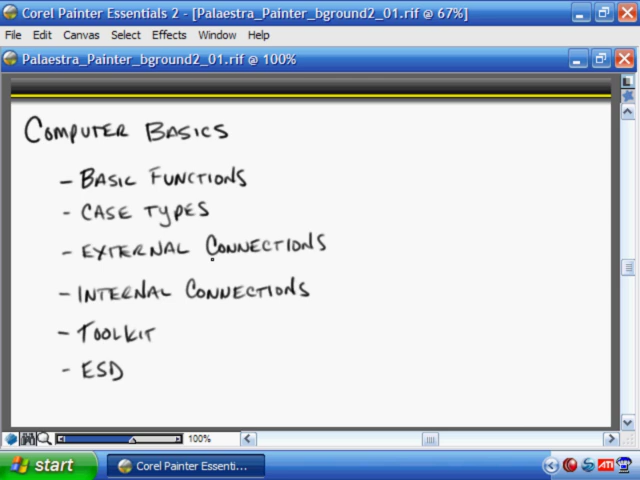 Corel Painter Essentials 2 - [Palaestra_Painter_bground2_01.rif @ 67%]
File Edit Canvas Select Effects Window Help
Palaestra_Painter_bground2_01.rif @ 100%
COMPUTER BASICS
- BASIC FUNCTIONS
- CASE TYPES
- EXTERNAL CONNECTIONS
- INTERNAL CONNECTIONS
- TOOLKIT
- ESD
100%
start Corel Painter Essenti... ATI